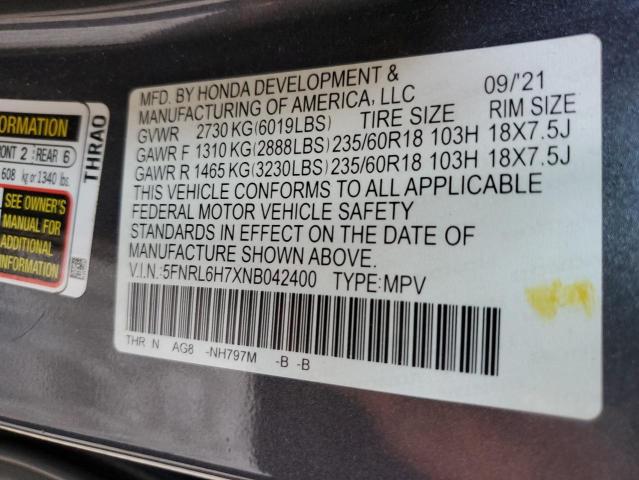 ORMATION
ONT 2 : REAR 6
608 kg or 1340 lbs.
SEE OWNER'S
MANUAL FOR
ADDITIONAL
INFORMATION
THRA0
MFD. BY HONDA DEVELOPMENT & 09/'21
MANUFACTURING OF AMERICA, LLC
GVWR 2730 KG(6019LBS) TIRE SIZE RIM SIZE
GAWR F 1310 KG(2888LBS) 235/60R18 103H 18X7.5J
GAWR R 1465 KG(3230LBS) 235/60R18 103H 18X7.5J
THIS VEHICLE CONFORMS TO ALL APPLICABLE
FEDERAL MOTOR VEHICLE SAFETY
STANDARDS IN EFFECT ON THE DATE OF
MANUFACTURE SHOWN ABOVE.
V.I.N.:5FNRL6H7XNB042400 TYPE:MPV
THR N AG8 -NH797M -B -B